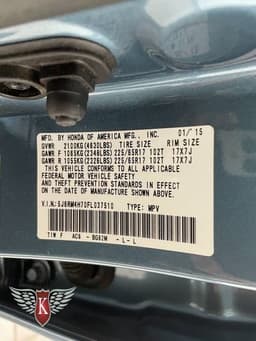 MFD. BY HONDA OF AMERICA MFG., INC. 01/15
GVWR 2100KG(4630LBS) TIRE SIZE RIM SIZE
GAWR F 1065KG(2348LBS) 225/65R17 102T 17X7J
GAWR R 1055KG(2326LBS) 225/65R17 102T 17X7J
THIS VEHICLE CONFORMS TO ALL APPLICABLE
FEDERAL MOTOR VEHICLE SAFETY
AND THEFT PREVENTION STANDARDS IN EFFECT
ON THE DATE OF MANUFACTURE SHOWN ABOVE.
V.I.N.:5J6RM4H70FL037510 TYPE: MPV
F AC6 - BG62M - L - L
K